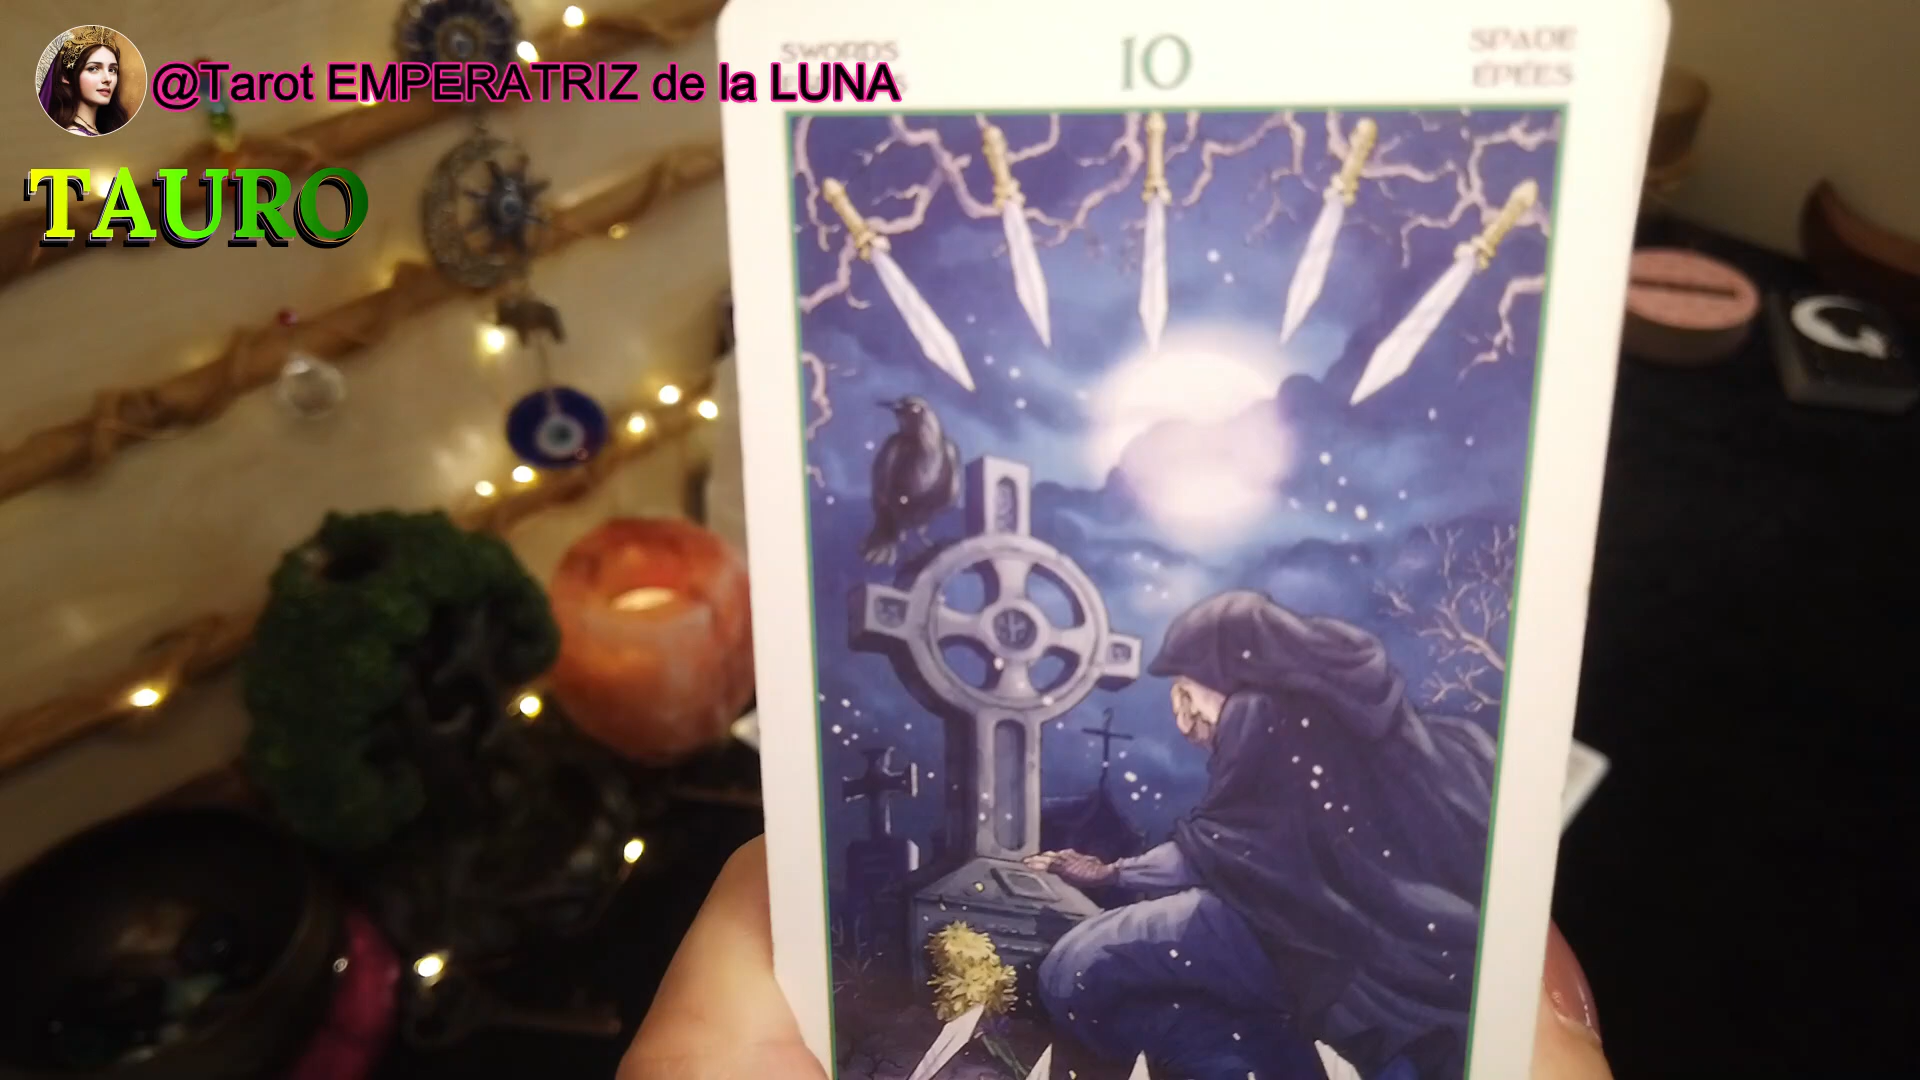 @Tarot EMPERATRIZ de la LUNA
TAURO
SWORDS
10
SPADE
ÉPÉES